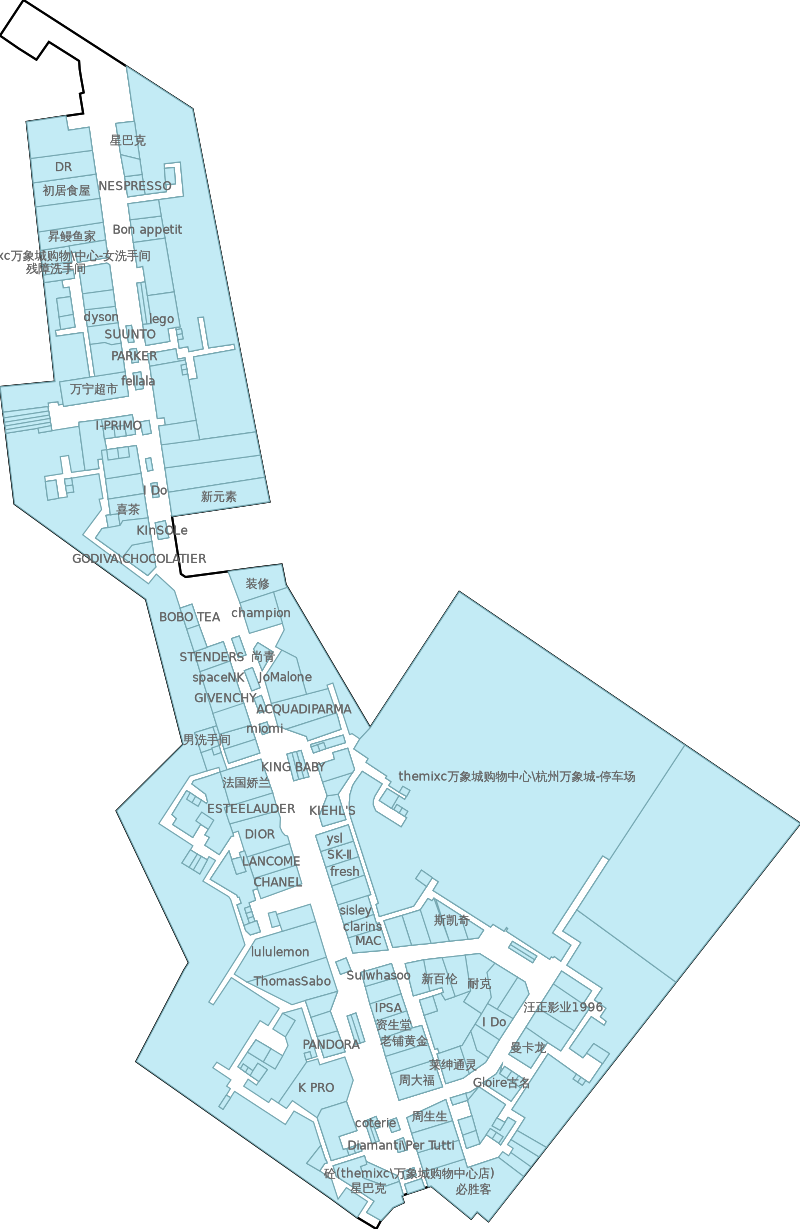 星巴克
DR
NESPRESSO
初居食屋
Bon appetit
昇鳗鱼家
xc万象城购物\中心-女洗手间
残障洗手间
dyson
lego
SUUNTO
PARKER
fellala
万宁超市
I-PRIMO
I Do
新元素
喜茶
KInSOLe
GODIVA\CHOCOLATIER
装修
champion
BOBO TEA
STENDERS
尚青
spaceNK
JoMalone
GIVENCHY
ACQUADIPARMA
miomi
男洗手间
KING BABY
themixc万象城购物中心\杭州万象城-停车场
法国娇兰
ESTEELAUDER
KIEHL'S
DIOR
ysl
SK-II
LANCOME
fresh
CHANEL
sisley
斯凯奇
clarins
MAC
lululemon
Sulwhasoo
新百伦
ThomasSabo
耐克
IPSA
汪正影业1996
资生堂
I Do
老铺黄金
PANDORA
曼卡龙
莱绅通灵
周大福
Gloire古名
K PRO
周生生
coterie
Diamanti\Per Tutti
砼(themixc\万象城购物中心店)
星巴克
必胜客